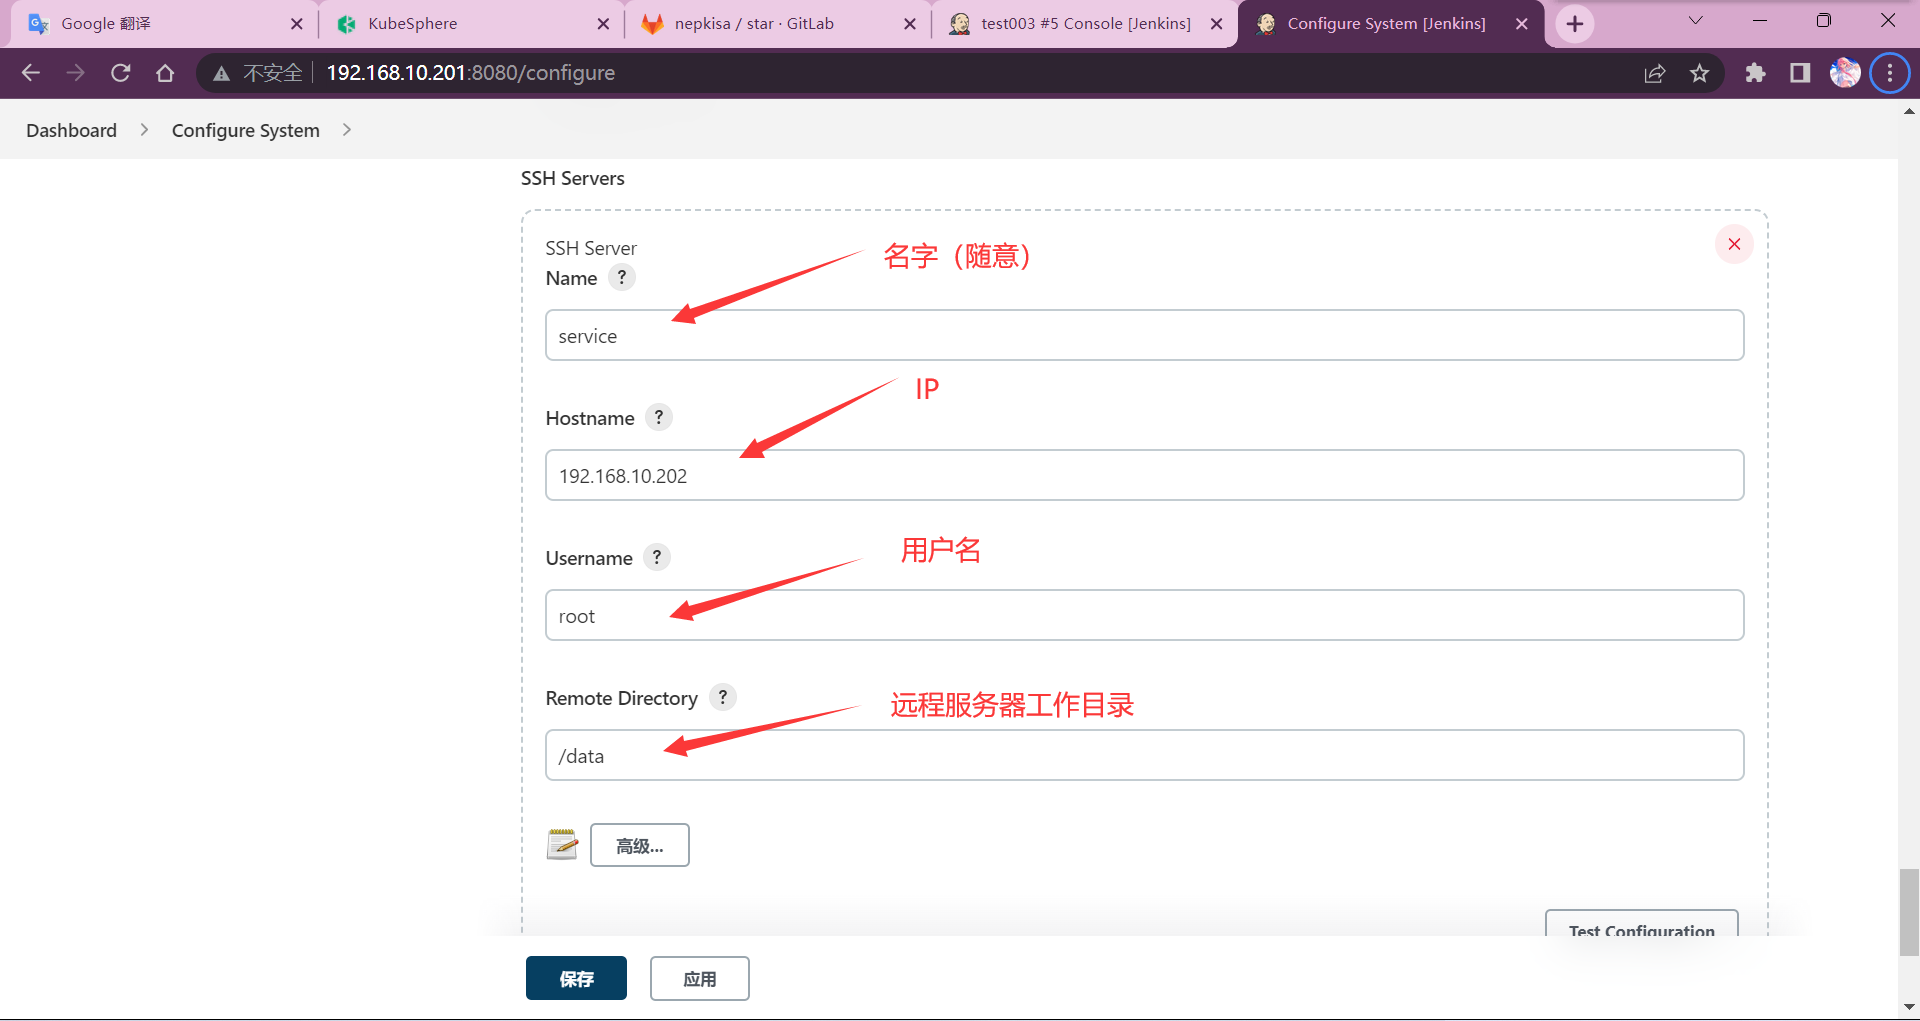 Google 翻译
KubeSphere
nepkisa / star · GitLab
test003 #5 Console [Jenkins]
Configure System [Jenkins]
不安全
192.168.10.201:8080/configure
Dashboard
Configure System
SSH Servers
SSH Server
名字（随意）
Name ?
service
IP
Hostname ?
192.168.10.202
用户名
Username ?
root
Remote Directory ?
远程服务器工作目录
/data
高级...
Test Configuration
保存
应用